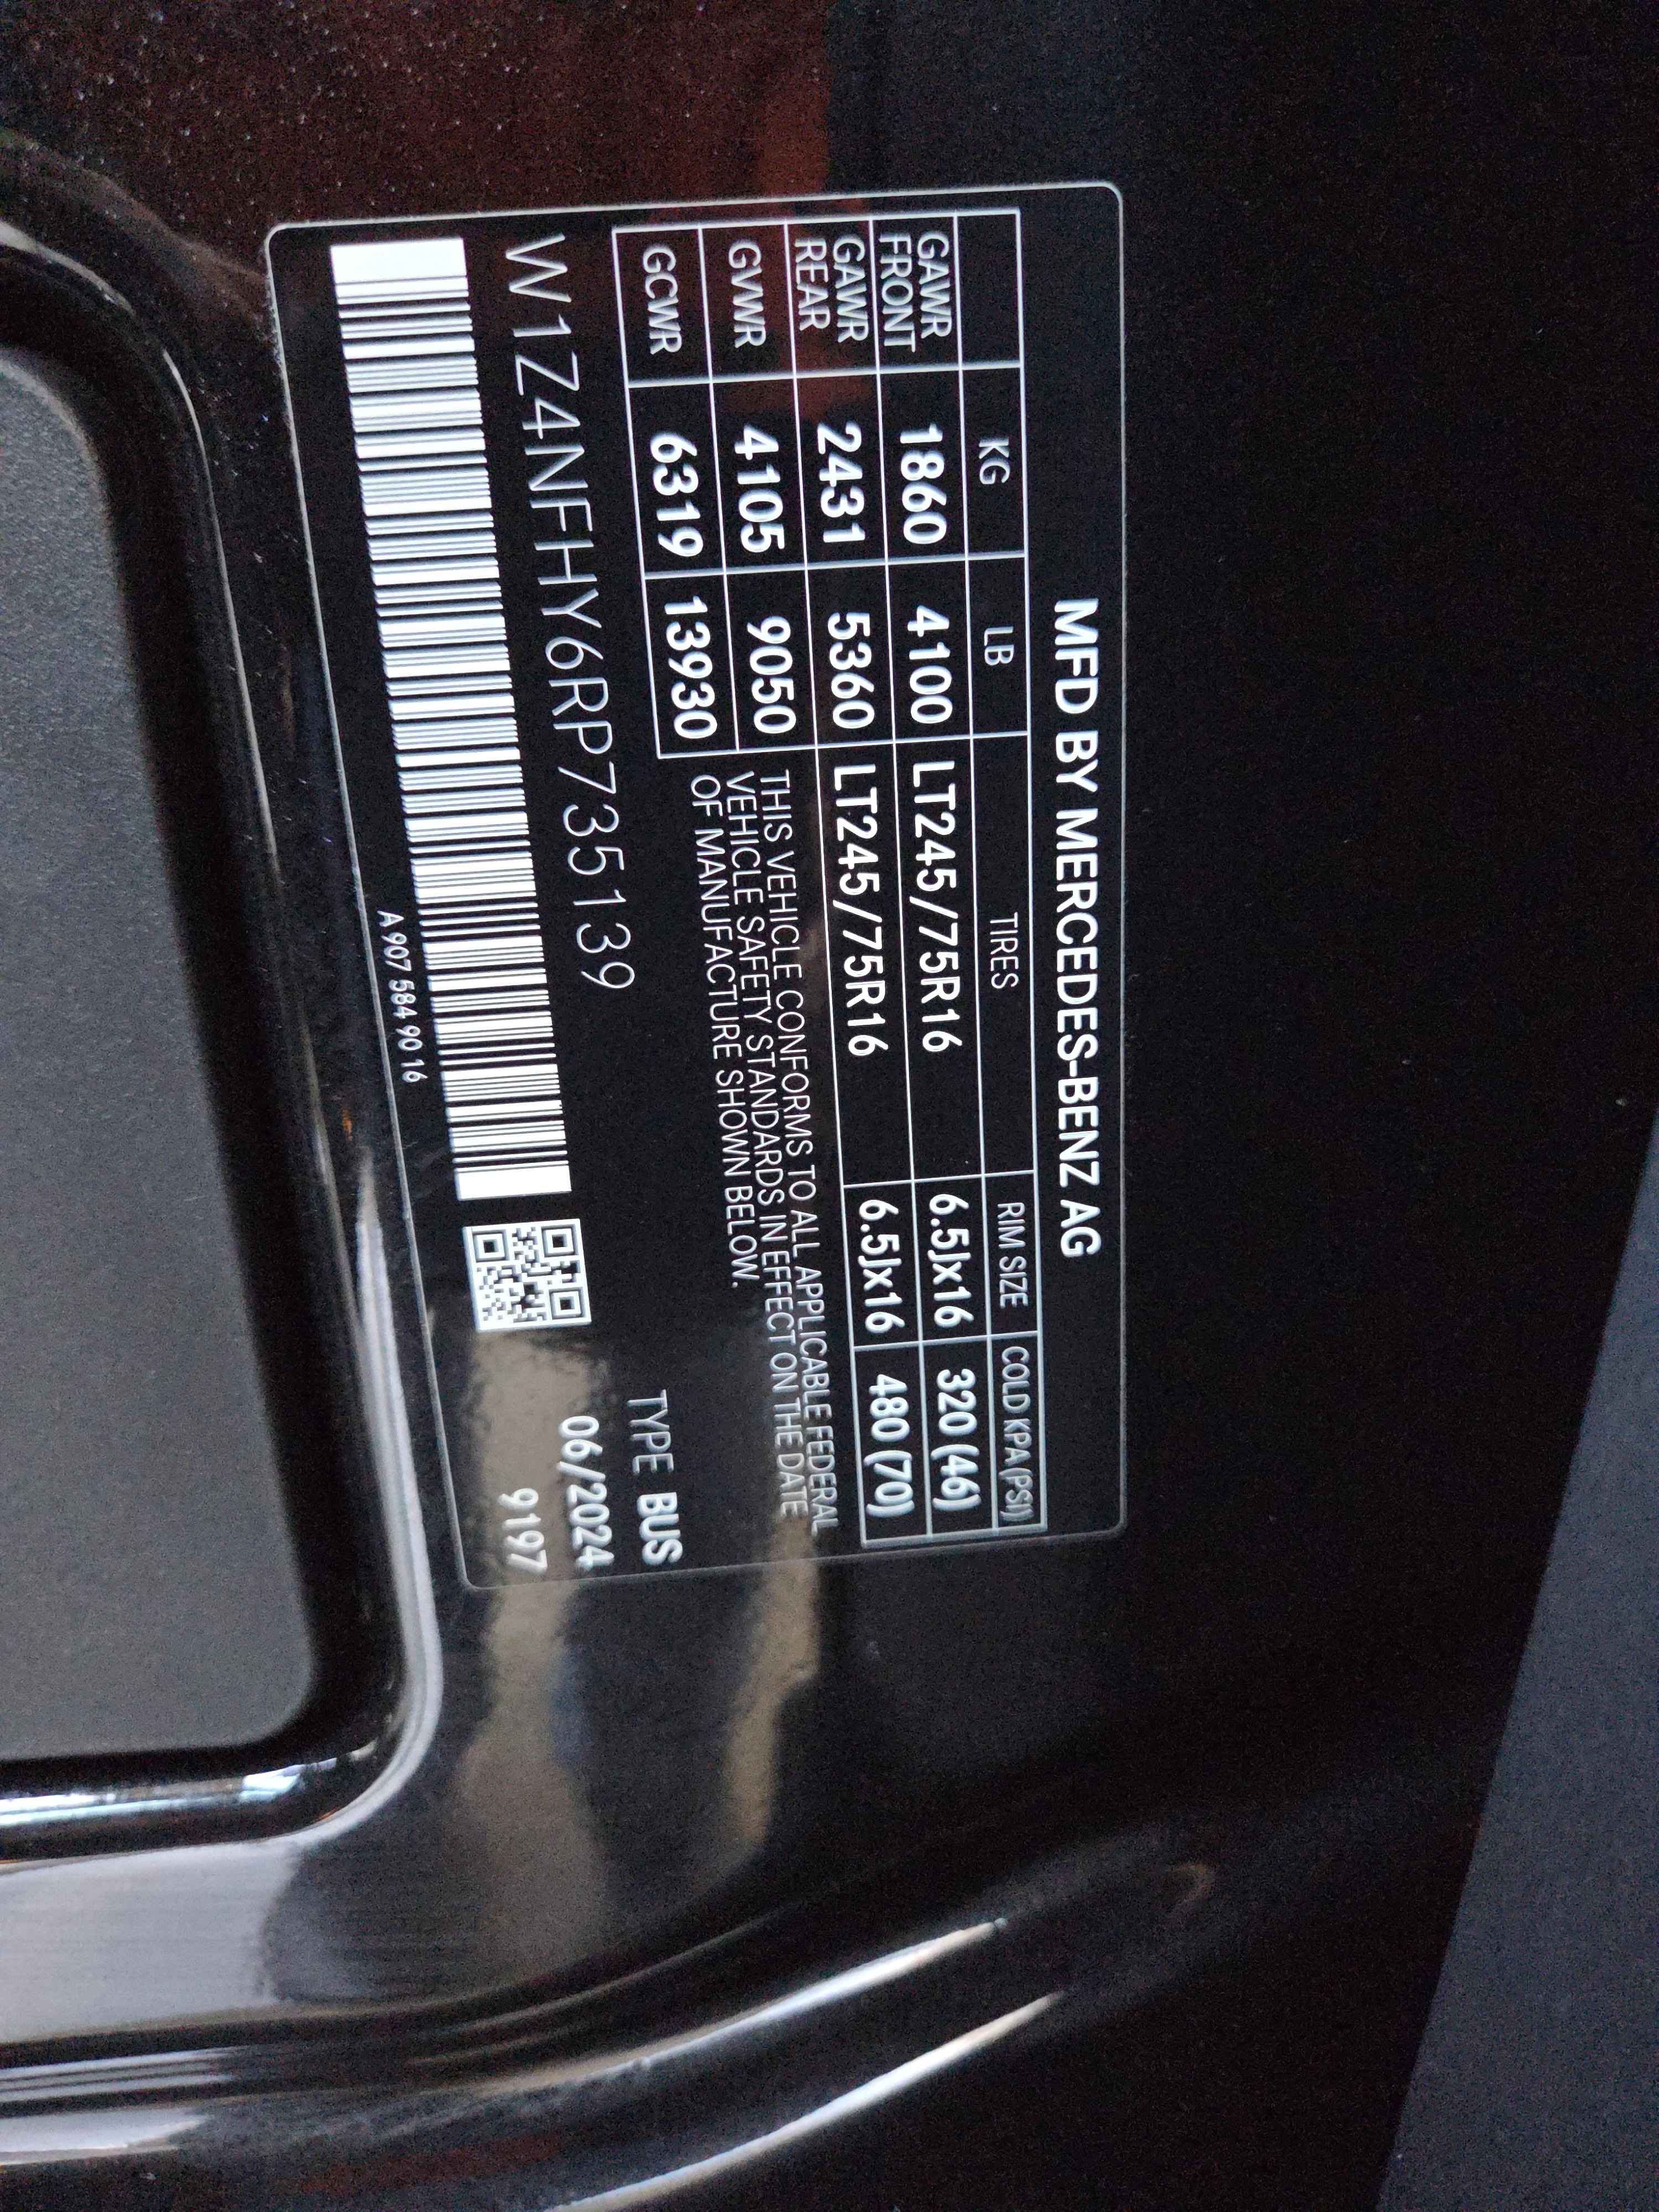 MFD BY MERCEDES-BENZ AG
KG LB TIRES RIM SIZE COLD KPA(PSI)
GAWR FRONT 1860 4100 LT245/75R16 6.5Jx16 320(46)
GAWR REAR 2431 5360 LT245/75R16 6.5Jx16 480(70)
GVWR 4105 9050
GCWR 6319 13930
THIS VEHICLE CONFORMS TO ALL APPLICABLE FEDERAL
VEHICLE SAFETY STANDARDS IN EFFECT ON THE DATE
OF MANUFACTURE SHOWN BELOW.
W1Z4NFHY6RP735139
TYPE BUS
06/2024
9197
A 907 584 90 16